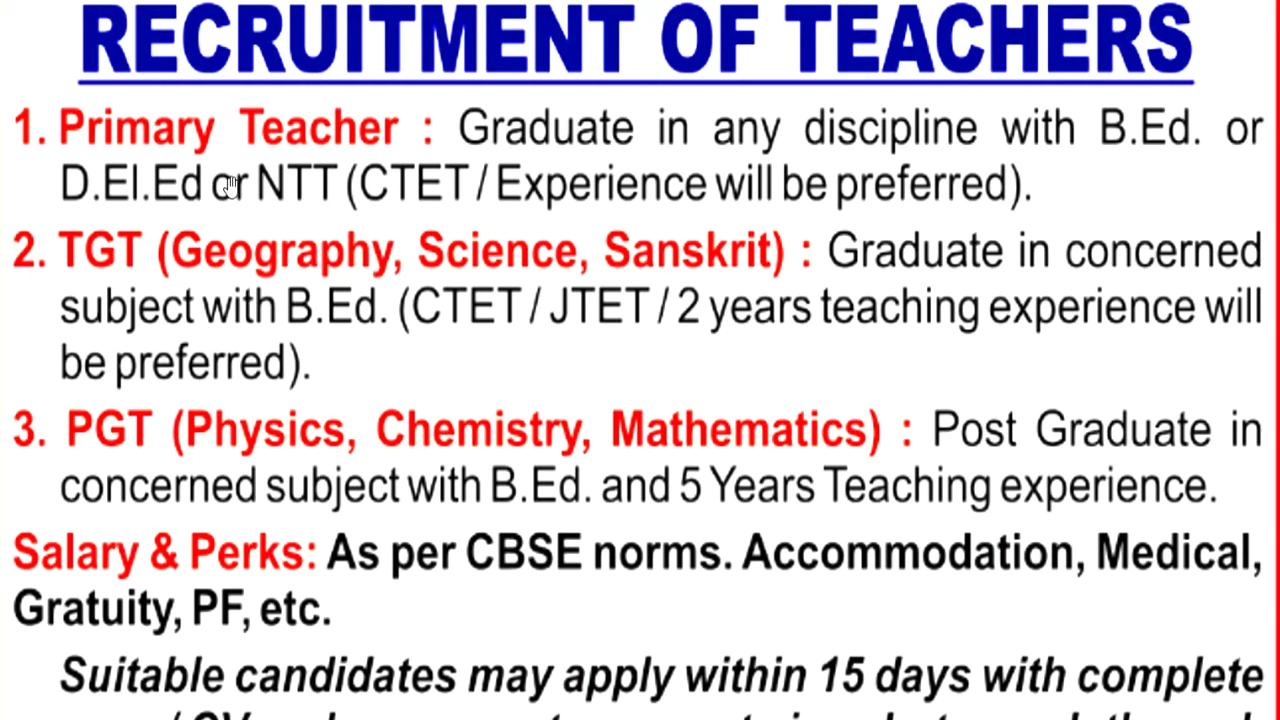 RECRUITMENT OF TEACHERS
1. Primary Teacher : Graduate in any discipline with B.Ed. or
D.El.Ed or NTT (CTET / Experience will be preferred).
2. TGT (Geography, Science, Sanskrit) : Graduate in concerned
subject with B.Ed. (CTET / JTET / 2 years teaching experience will
be preferred).
3. PGT (Physics, Chemistry, Mathematics) : Post Graduate in
concerned subject with B.Ed. and 5 Years Teaching experience.
Salary & Perks: As per CBSE norms. Accommodation, Medical,
Gratuity, PF, etc.
Suitable candidates may apply within 15 days with complete